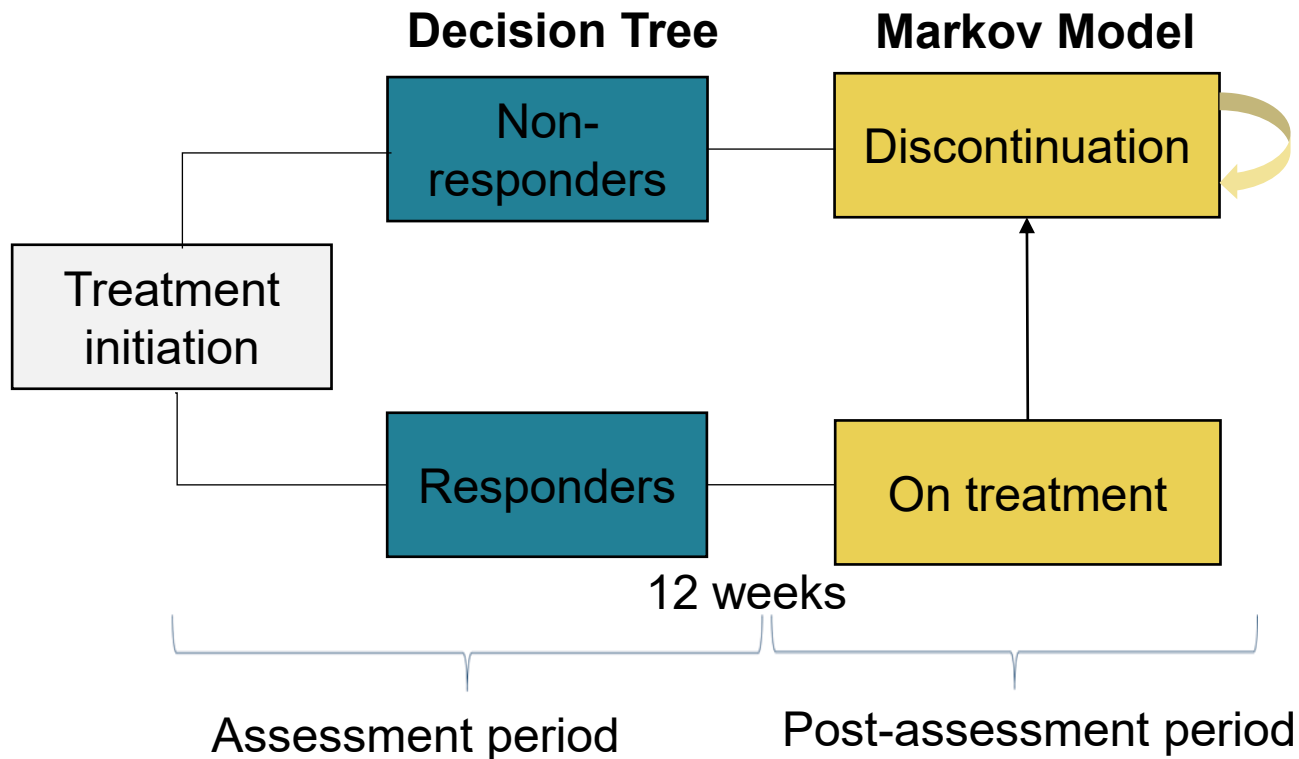 Decision Tree
Markov Model
Non-
responders
Discontinuation
Treatment
initiation
Responders
On treatment
12 weeks
Assessment period
Post-assessment period